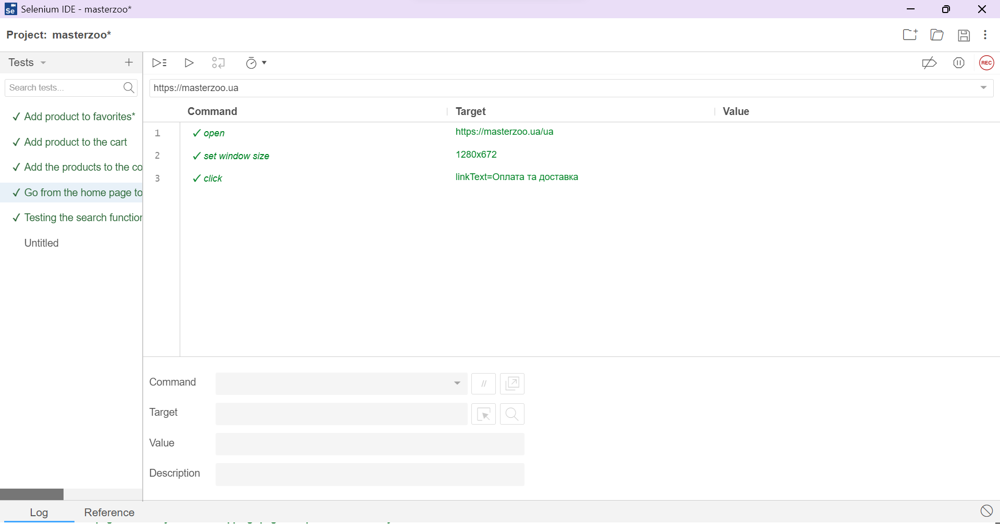 Selenium IDE - masterzoo*
Project: masterzoo*
Tests
REC
Search tests...
https://masterzoo.ua
Command Target Value
✓ Add product to favorites*
✓ Add product to the cart
✓ Add the products to the co
✓ Go from the home page to
✓ Testing the search function
Untitled
1 ✓ open https://masterzoo.ua/ua
2 ✓ set window size 1280x672
3 ✓ click linkText=Оплата та доставка
Command //
Target
Value
Description
Log Reference